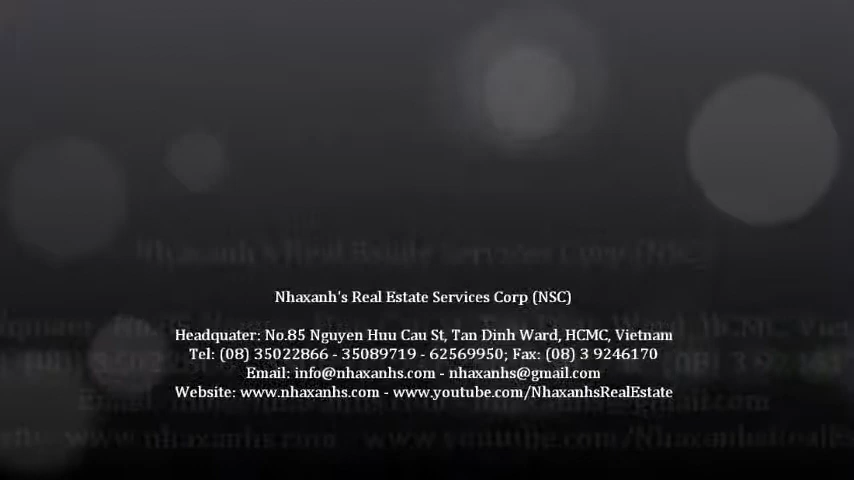 Nhaxanh's Real Estate Services Corp (NSC)
Headquater: No.85 Nguyen Huu Cau St, Tan Dinh Ward, HCMC, Vietnam
Tel: (08) 35022866 - 35089719 - 62569950; Fax: (08) 3 9246170
Email: info@nhaxanhs.com - nhaxanhs@gmail.com
Website: www.nhaxanhs.com - www.youtube.com/NhaxanhsRealEstate